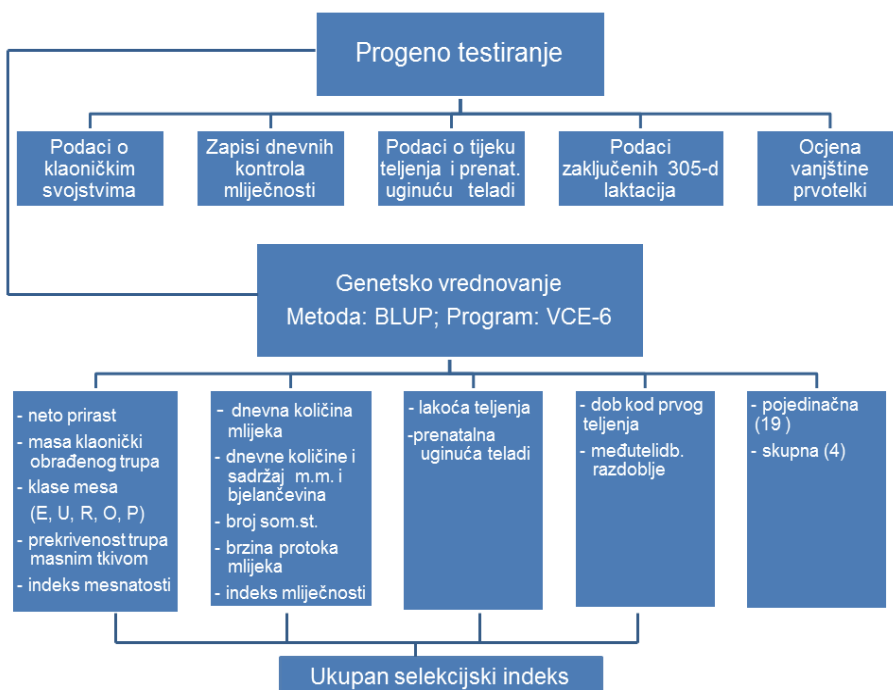 Progeno testiranje
Podaci o
klaoničkim
svojstvima
Zapisi dnevnih
kontrola
mliječnosti
Podaci o tijeku
teljenja i prenat.
uginuću teladi
Podaci
zaključenih 305-d
laktacija
Ocjena
vanjštine
prvotelki
Genetsko vrednovanje
Metoda: BLUP; Program: VCE-6
- neto prirast
- masa klaonički
obrađenog trupa
- klase mesa
(E, U, R, O, P)
- prekrivenost trupa
masnim tkivom
- indeks mesnatosti
- dnevna količina
mlijeka
- dnevne količine i
sadržaj m.m. i
bjelančevina
- broj som.st.
- brzina protoka
mlijeka
- indeks mliječnosti
- lakoća teljenja
-prenatalna
uginuća teladi
- dob kod prvog
teljenja
- međutelidb.
razdoblje
- pojedinačna
(19 )
- skupna (4)
Ukupan selekcijski indeks